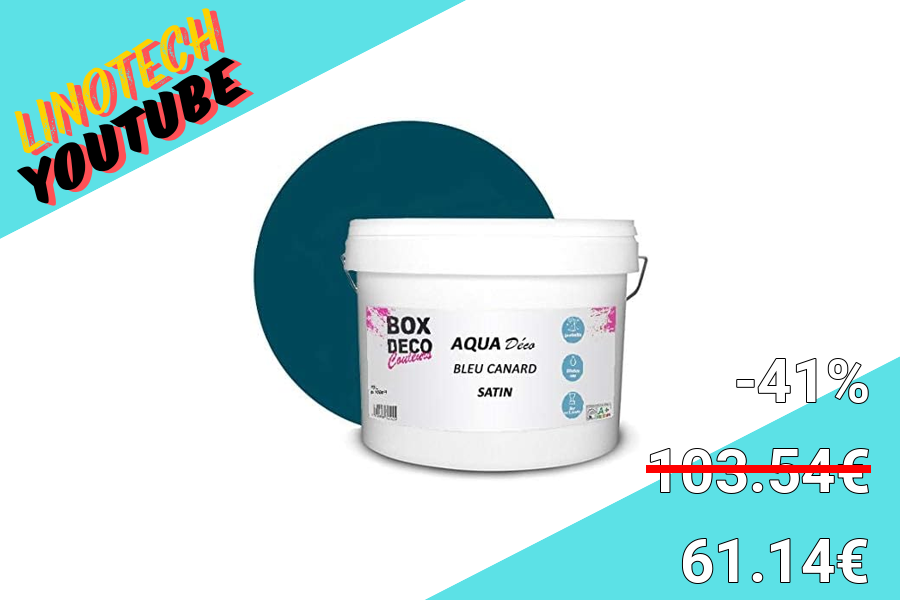 LINOTECH
YOUTUBE
BOX
DECO
Couleurs
AQUA Déco
BLEU CANARD
SATIN
-41%
103.54€
61.14€